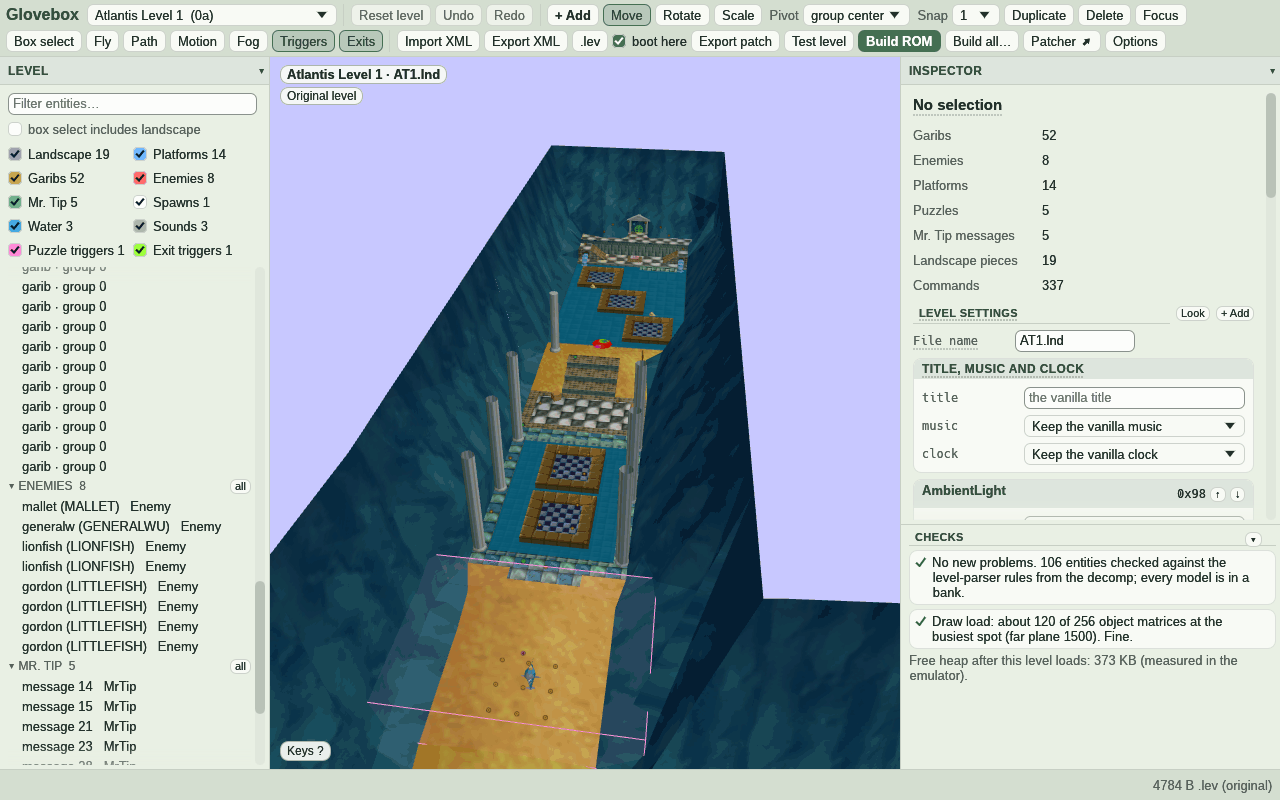 Glovebox Atlantis Level 1 (0a) Reset level Undo Redo + Add Move Rotate Scale Pivot group center Snap 1 Duplicate Delete Focus
Box select Fly Path Motion Fog Triggers Exits Import XML Export XML .lev boot here Export patch Test level Build ROM Build all... Patcher Options
LEVEL
Filter entities...
box select includes landscape
Landscape 19 Platforms 14
Garibs 52 Enemies 8
Mr. Tip 5 Spawns 1
Water 3 Sounds 3
Puzzle triggers 1 Exit triggers 1
garib · group 0
garib · group 0
garib · group 0
garib · group 0
garib · group 0
garib · group 0
garib · group 0
garib · group 0
garib · group 0
garib · group 0
garib · group 0
ENEMIES 8 all
mallet (MALLET) Enemy
generalw (GENERALWU) Enemy
lionfish (LIONFISH) Enemy
lionfish (LIONFISH) Enemy
gordon (LITTLEFISH) Enemy
gordon (LITTLEFISH) Enemy
gordon (LITTLEFISH) Enemy
gordon (LITTLEFISH) Enemy
MR. TIP 5 all
message 14 MrTip
message 15 MrTip
message 21 MrTip
message 23 MrTip
message 28 MrTip
Atlantis Level 1 · AT1.lnd
Original level
Keys ?
INSPECTOR
No selection
Garibs 52
Enemies 8
Platforms 14
Puzzles 5
Mr. Tip messages 5
Landscape pieces 19
Commands 337
LEVEL SETTINGS Look + Add
File name AT1.lnd
TITLE, MUSIC AND CLOCK
title the vanilla title
music Keep the vanilla music
clock Keep the vanilla clock
AmbientLight 0x98 ↑ ↓
CHECKS
No new problems. 106 entities checked against the
level-parser rules from the decomp; every model is in a
bank.
Draw load: about 120 of 256 object matrices at the
busiest spot (far plane 1500). Fine.
Free heap after this level loads: 373 KB (measured in the
emulator).
4784 B .lev (original)